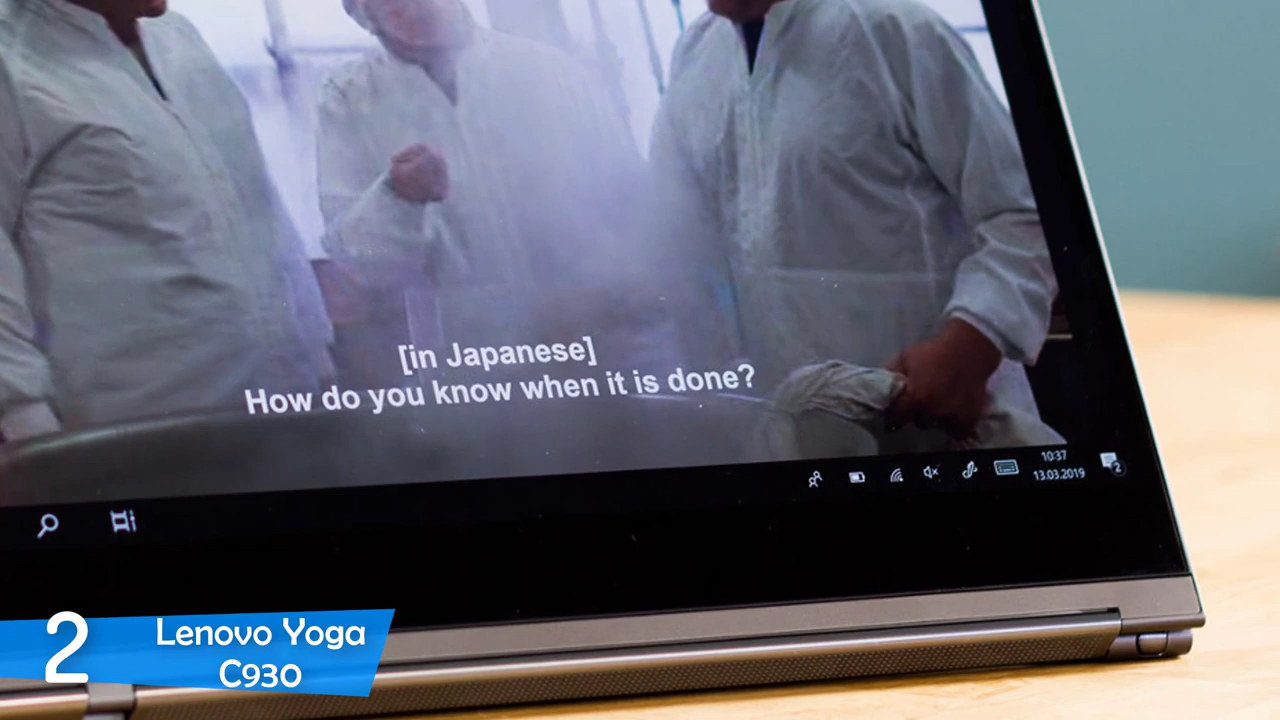 [in Japanese]
How do you know when it is done?
10:37
13.03.2019
2
2
Lenovo Yoga
C930